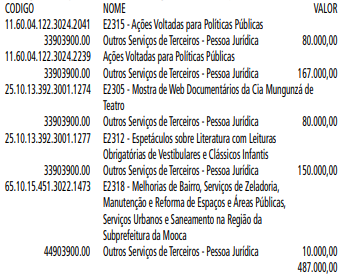 CODIGO NOME VALOR
11.60.04.122.3024.2041 E2315 - Ações Voltadas para Políticas Públicas
33903900.00 Outros Serviços de Terceiros - Pessoa Jurídica 80.000,00
11.60.04.122.3024.2239 Ações Voltadas para Políticas Públicas
33903900.00 Outros Serviços de Terceiros - Pessoa Jurídica 167.000,00
25.10.13.392.3001.1274 E2305 - Mostra de Web Documentários da Cia Mungunzá de
Teatro
33903900.00 Outros Serviços de Terceiros - Pessoa Jurídica 80.000,00
25.10.13.392.3001.1277 E2312 - Espetáculos sobre Literatura com Leituras
Obrigatórias de Vestibulares e Clássicos Infantis
33903900.00 Outros Serviços de Terceiros - Pessoa Jurídica 150.000,00
65.10.15.451.3022.1473 E2318 - Melhorias de Bairro, Serviços de Zeladoria,
Manutenção e Reforma de Espaços e Áreas Públicas,
Serviços Urbanos e Saneamento na Região da
Subprefeitura da Mooca
44903900.00 Outros Serviços de Terceiros - Pessoa Jurídica 10.000,00
487.000,00